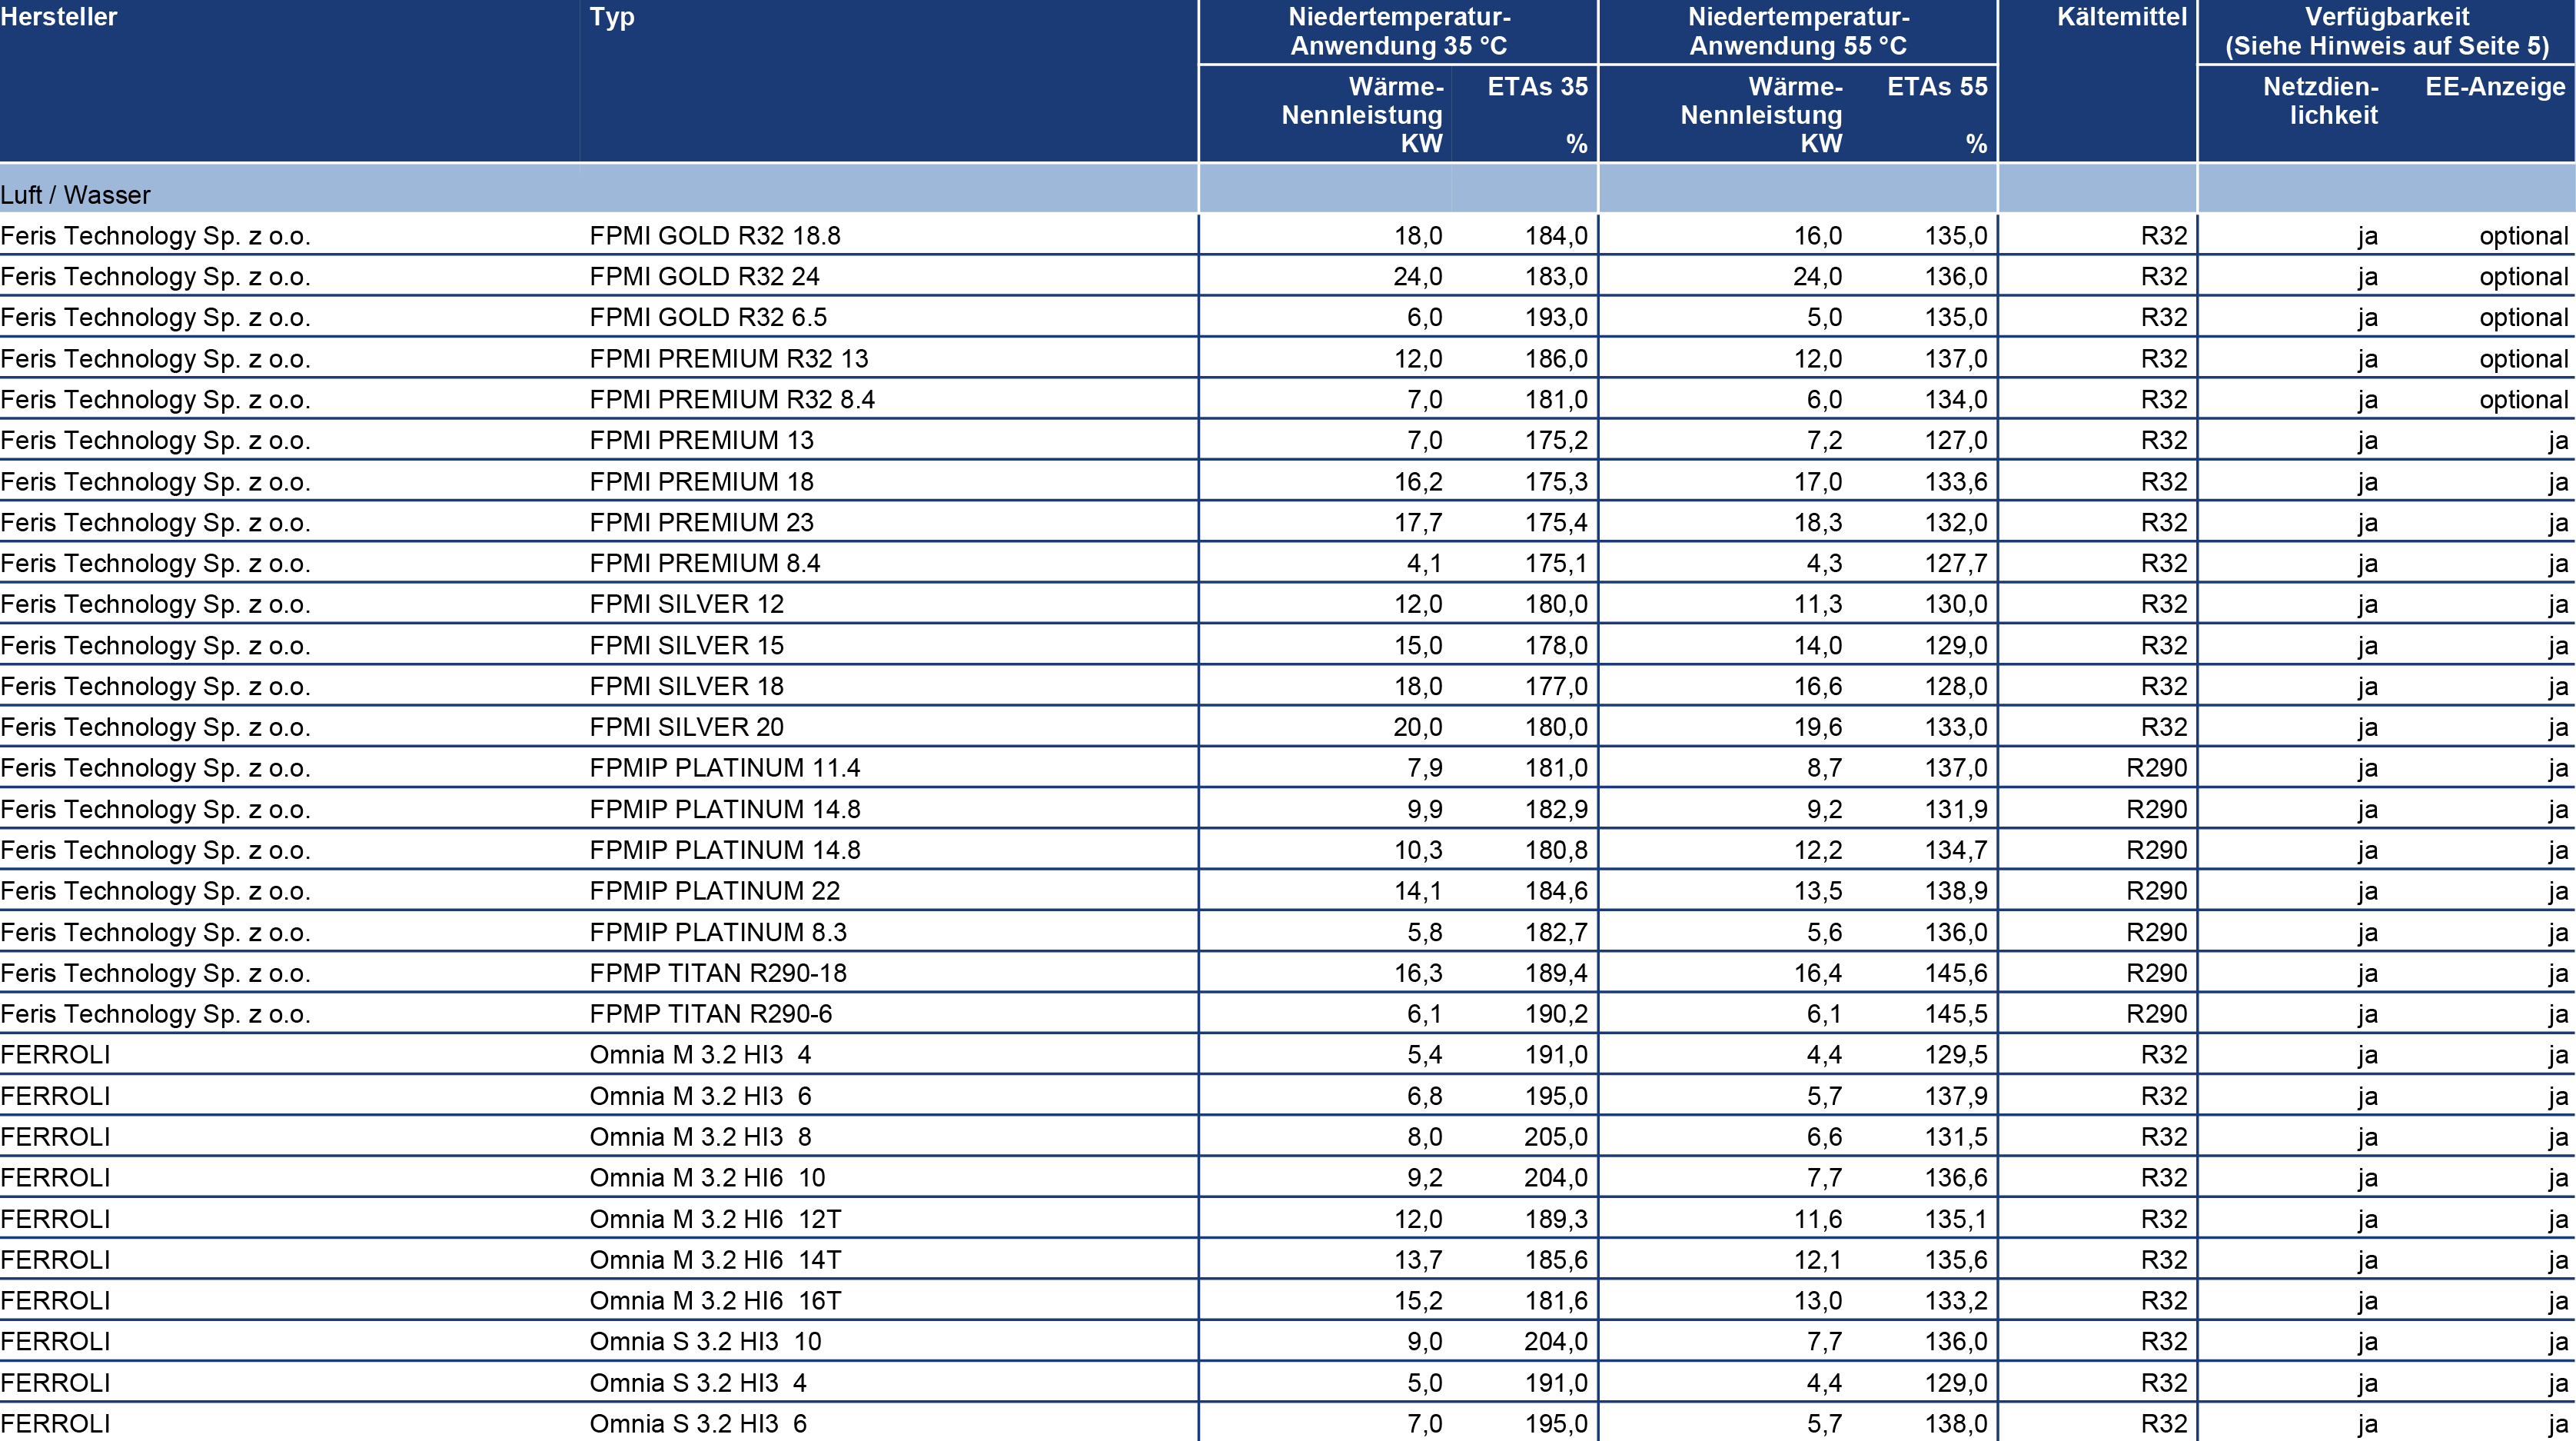 Hersteller Typ Niedertemperatur- Niedertemperatur- Kältemittel Verfügbarkeit
Anwendung 35 °C Anwendung 55 °C (Siehe Hinweis auf Seite 5)
Wärme- ETAs 35 Wärme- ETAs 55 Netzdien- EE-Anzeige
Nennleistung Nennleistung lichkeit
KW % KW %
Luft / Wasser
Feris Technology Sp. z o.o. FPMI GOLD R32 18.8 18,0 184,0 16,0 135,0 R32 ja optional
Feris Technology Sp. z o.o. FPMI GOLD R32 24 24,0 183,0 24,0 136,0 R32 ja optional
Feris Technology Sp. z o.o. FPMI GOLD R32 6.5 6,0 193,0 5,0 135,0 R32 ja optional
Feris Technology Sp. z o.o. FPMI PREMIUM R32 13 12,0 186,0 12,0 137,0 R32 ja optional
Feris Technology Sp. z o.o. FPMI PREMIUM R32 8.4 7,0 181,0 6,0 134,0 R32 ja optional
Feris Technology Sp. z o.o. FPMI PREMIUM 13 7,0 175,2 7,2 127,0 R32 ja ja
Feris Technology Sp. z o.o. FPMI PREMIUM 18 16,2 175,3 17,0 133,6 R32 ja ja
Feris Technology Sp. z o.o. FPMI PREMIUM 23 17,7 175,4 18,3 132,0 R32 ja ja
Feris Technology Sp. z o.o. FPMI PREMIUM 8.4 4,1 175,1 4,3 127,7 R32 ja ja
Feris Technology Sp. z o.o. FPMI SILVER 12 12,0 180,0 11,3 130,0 R32 ja ja
Feris Technology Sp. z o.o. FPMI SILVER 15 15,0 178,0 14,0 129,0 R32 ja ja
Feris Technology Sp. z o.o. FPMI SILVER 18 18,0 177,0 16,6 128,0 R32 ja ja
Feris Technology Sp. z o.o. FPMI SILVER 20 20,0 180,0 19,6 133,0 R32 ja ja
Feris Technology Sp. z o.o. FPMIP PLATINUM 11.4 7,9 181,0 8,7 137,0 R290 ja ja
Feris Technology Sp. z o.o. FPMIP PLATINUM 14.8 9,9 182,9 9,2 131,9 R290 ja ja
Feris Technology Sp. z o.o. FPMIP PLATINUM 14.8 10,3 180,8 12,2 134,7 R290 ja ja
Feris Technology Sp. z o.o. FPMIP PLATINUM 22 14,1 184,6 13,5 138,9 R290 ja ja
Feris Technology Sp. z o.o. FPMIP PLATINUM 8.3 5,8 182,7 5,6 136,0 R290 ja ja
Feris Technology Sp. z o.o. FPMP TITAN R290-18 16,3 189,4 16,4 145,6 R290 ja ja
Feris Technology Sp. z o.o. FPMP TITAN R290-6 6,1 190,2 6,1 145,5 R290 ja ja
FERROLI Omnia M 3.2 HI3 4 5,4 191,0 4,4 129,5 R32 ja ja
FERROLI Omnia M 3.2 HI3 6 6,8 195,0 5,7 137,9 R32 ja ja
FERROLI Omnia M 3.2 HI3 8 8,0 205,0 6,6 131,5 R32 ja ja
FERROLI Omnia M 3.2 HI6 10 9,2 204,0 7,7 136,6 R32 ja ja
FERROLI Omnia M 3.2 HI6 12T 12,0 189,3 11,6 135,1 R32 ja ja
FERROLI Omnia M 3.2 HI6 14T 13,7 185,6 12,1 135,6 R32 ja ja
FERROLI Omnia M 3.2 HI6 16T 15,2 181,6 13,0 133,2 R32 ja ja
FERROLI Omnia S 3.2 HI3 10 9,0 204,0 7,7 136,0 R32 ja ja
FERROLI Omnia S 3.2 HI3 4 5,0 191,0 4,4 129,0 R32 ja ja
FERROLI Omnia S 3.2 HI3 6 7,0 195,0 5,7 138,0 R32 ja ja